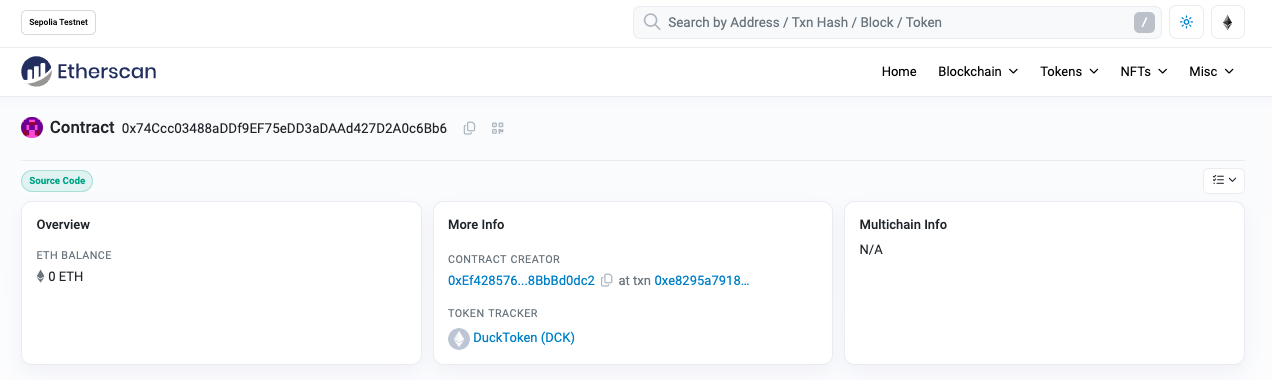 Sepolia Testnet
Search by Address / Txn Hash / Block / Token
/
Etherscan
Home Blockchain Tokens NFTs Misc
Contract 0x74Ccc03488aDDf9EF75eDD3aDAAd427D2A0c6Bb6
Source Code
Overview
ETH BALANCE
0 ETH
More Info
CONTRACT CREATOR
0xEf428576...8BbBd0dc2 at txn 0xe8295a7918...
TOKEN TRACKER
DuckToken (DCK)
Multichain Info
N/A